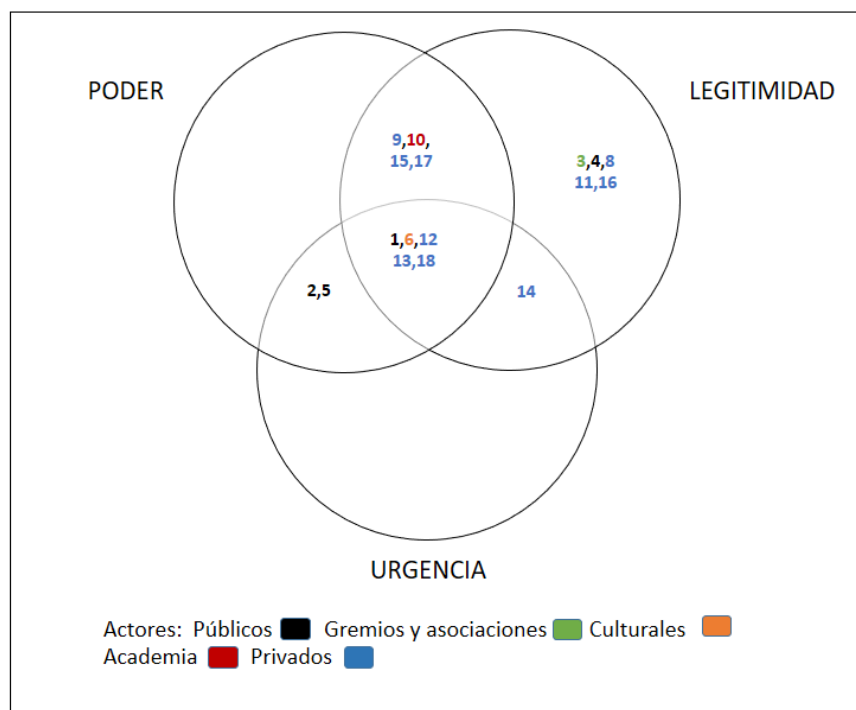 PODER
LEGITIMIDAD
9,10,
15,17
3,4,8
11,16
1,6,12
13,18
2,5
14
URGENCIA
Actores: Públicos Gremios y asociaciones Culturales
Academia Privados